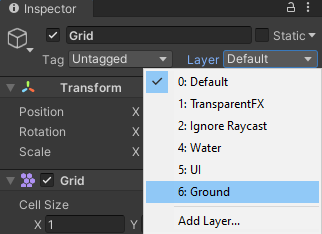 Inspector
Grid
Static
Tag Untagged Layer Default
Transform
Position X
Rotation X
Scale X
Grid
Cell Size
X 1 Y
0: Default
1: TransparentFX
2: Ignore Raycast
4: Water
5: UI
6: Ground
Add Layer...